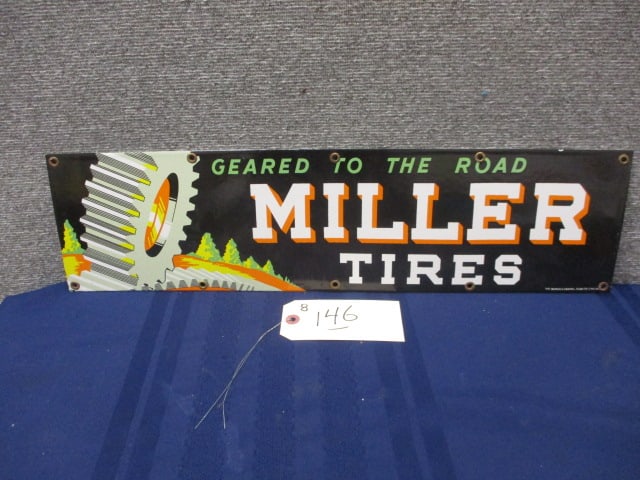 GEARED TO THE ROAD
MILLER
TIRES
8
146